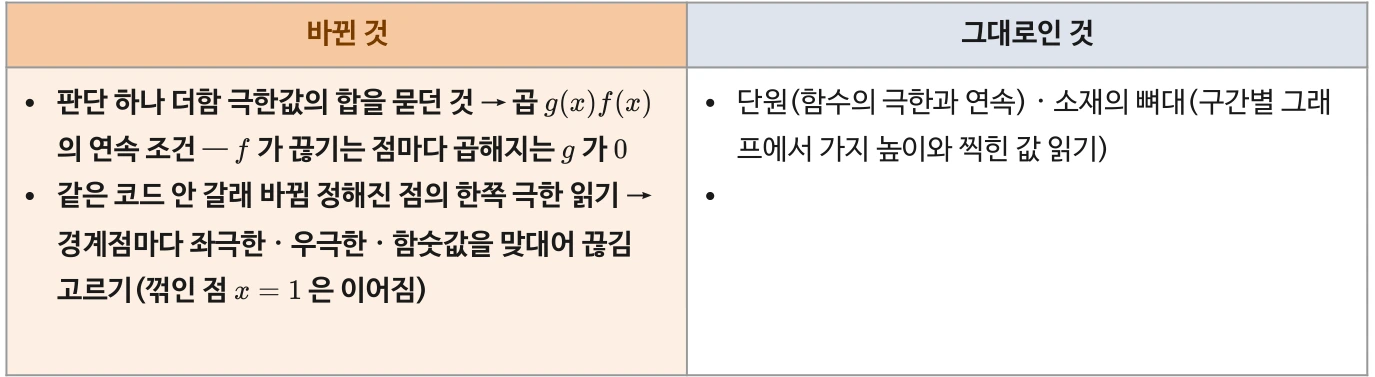 바뀐 것
그대로인 것
• 판단 하나 더함 극한값의 합을 묻던 것 → 곱 g(x)f(x)
의 연속 조건 — f 가 끊기는 점마다 곱해지는 g 가 0
• 같은 코드 안 갈래 바뀜 정해진 점의 한쪽 극한 읽기 →
경계점마다 좌극한 · 우극한 · 함숫값을 맞대어 끊김
고르기(꺾인 점 x = 1 은 이어짐)
• 단원(함수의 극한과 연속) · 소재의 뼈대(구간별 그래
프에서 가지 높이와 찍힌 값 읽기)
•